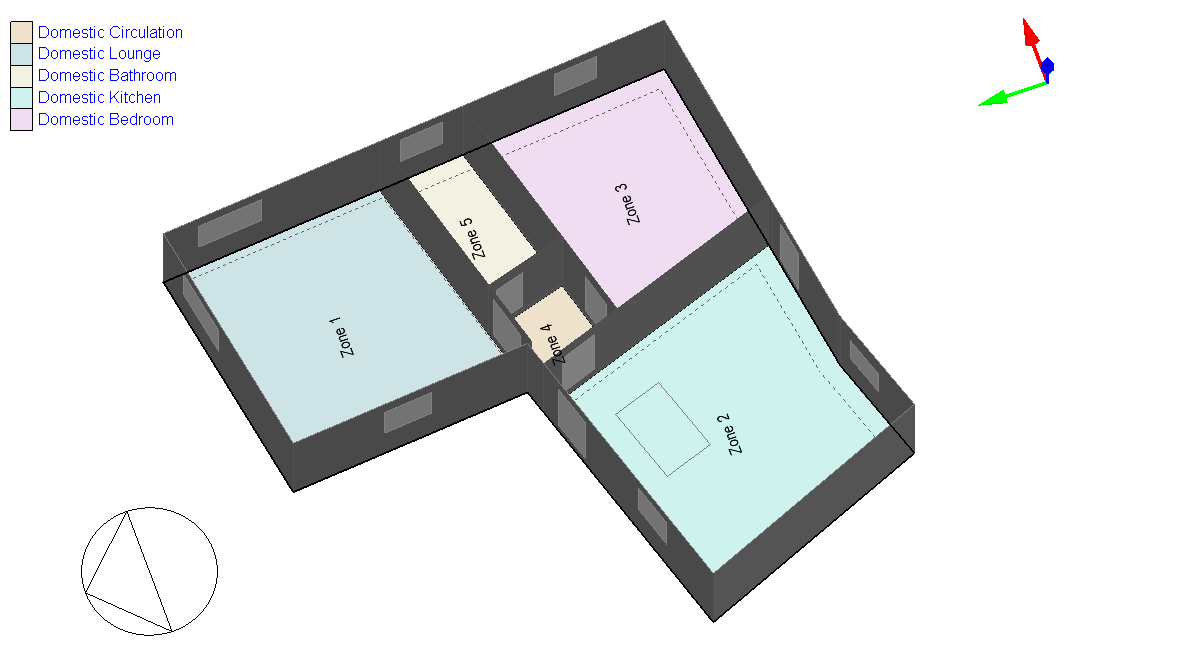 Domestic Circulation
Domestic Lounge
Domestic Bathroom
Domestic Kitchen
Domestic Bedroom
Zone 3
Zone 5
Zone 1
Zone 4
Zone 2